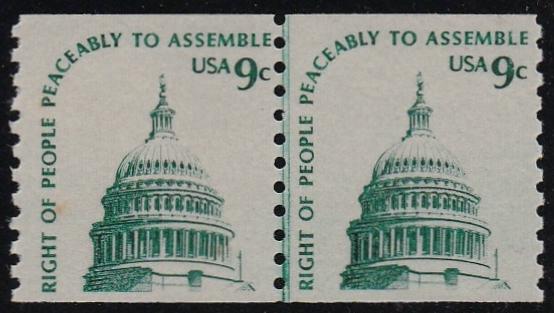 RIGHT OF PEOPLE PEACEABLY TO ASSEMBLE
USA 9c
RIGHT OF PEOPLE PEACEABLY TO ASSEMBLE
USA 9c